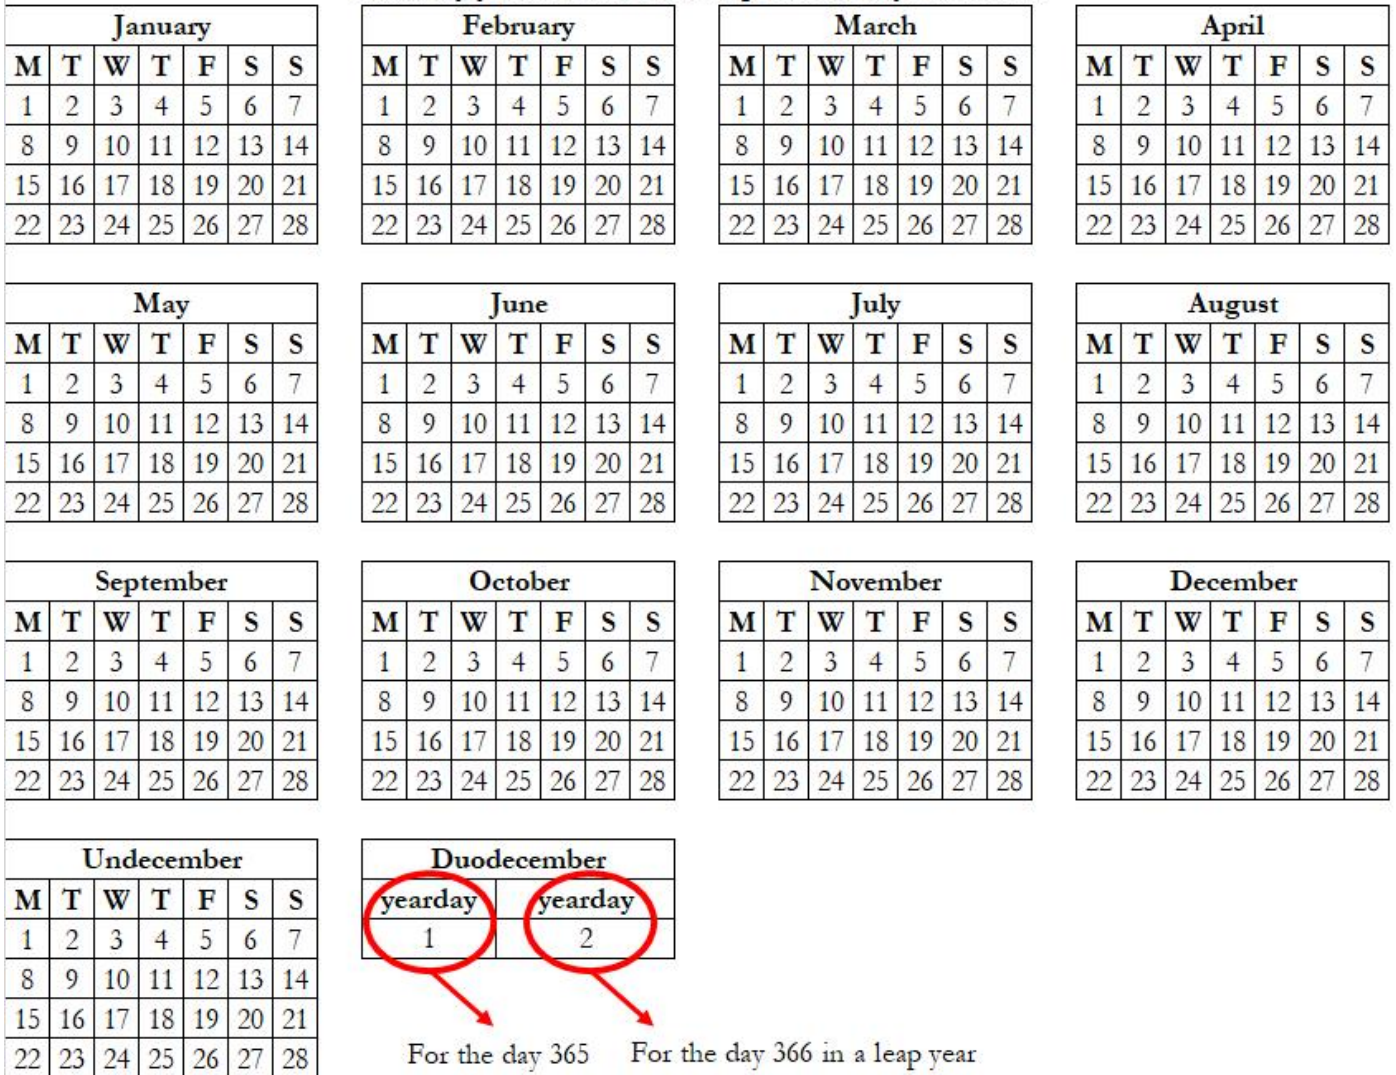 January February March April
M T W T F S S M T W T F S S M T W T F S S M T W T F S S
1 2 3 4 5 6 7 1 2 3 4 5 6 7 1 2 3 4 5 6 7 1 2 3 4 5 6 7
8 9 10 11 12 13 14 8 9 10 11 12 13 14 8 9 10 11 12 13 14 8 9 10 11 12 13 14
15 16 17 18 19 20 21 15 16 17 18 19 20 21 15 16 17 18 19 20 21 15 16 17 18 19 20 21
22 23 24 25 26 27 28 22 23 24 25 26 27 28 22 23 24 25 26 27 28 22 23 24 25 26 27 28
May June July August
M T W T F S S M T W T F S S M T W T F S S M T W T F S S
1 2 3 4 5 6 7 1 2 3 4 5 6 7 1 2 3 4 5 6 7 1 2 3 4 5 6 7
8 9 10 11 12 13 14 8 9 10 11 12 13 14 8 9 10 11 12 13 14 8 9 10 11 12 13 14
15 16 17 18 19 20 21 15 16 17 18 19 20 21 15 16 17 18 19 20 21 15 16 17 18 19 20 21
22 23 24 25 26 27 28 22 23 24 25 26 27 28 22 23 24 25 26 27 28 22 23 24 25 26 27 28
September October November December
M T W T F S S M T W T F S S M T W T F S S M T W T F S S
1 2 3 4 5 6 7 1 2 3 4 5 6 7 1 2 3 4 5 6 7 1 2 3 4 5 6 7
8 9 10 11 12 13 14 8 9 10 11 12 13 14 8 9 10 11 12 13 14 8 9 10 11 12 13 14
15 16 17 18 19 20 21 15 16 17 18 19 20 21 15 16 17 18 19 20 21 15 16 17 18 19 20 21
22 23 24 25 26 27 28 22 23 24 25 26 27 28 22 23 24 25 26 27 28 22 23 24 25 26 27 28
Undecember Duodecember
M T W T F S S yearday yearday
1 2 3 4 5 6 7 1 2
8 9 10 11 12 13 14
15 16 17 18 19 20 21
22 23 24 25 26 27 28 For the day 365 For the day 366 in a leap year